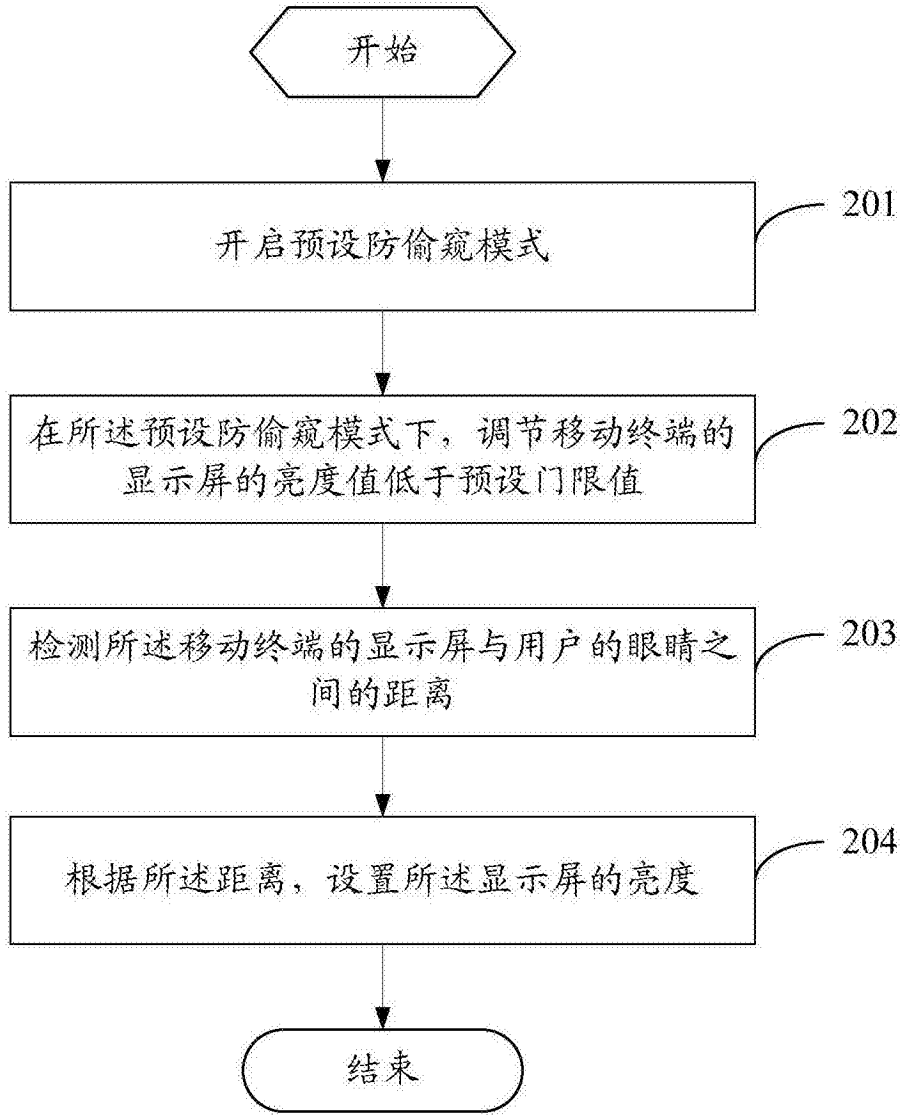 开始
开启预设防偷窥模式
201
在所述预设防偷窥模式下，调节移动终端的
显示屏的亮度值低于预设门限值
202
检测所述移动终端的显示屏与用户的眼睛之
间的距离
203
根据所述距离，设置所述显示屏的亮度
204
结束